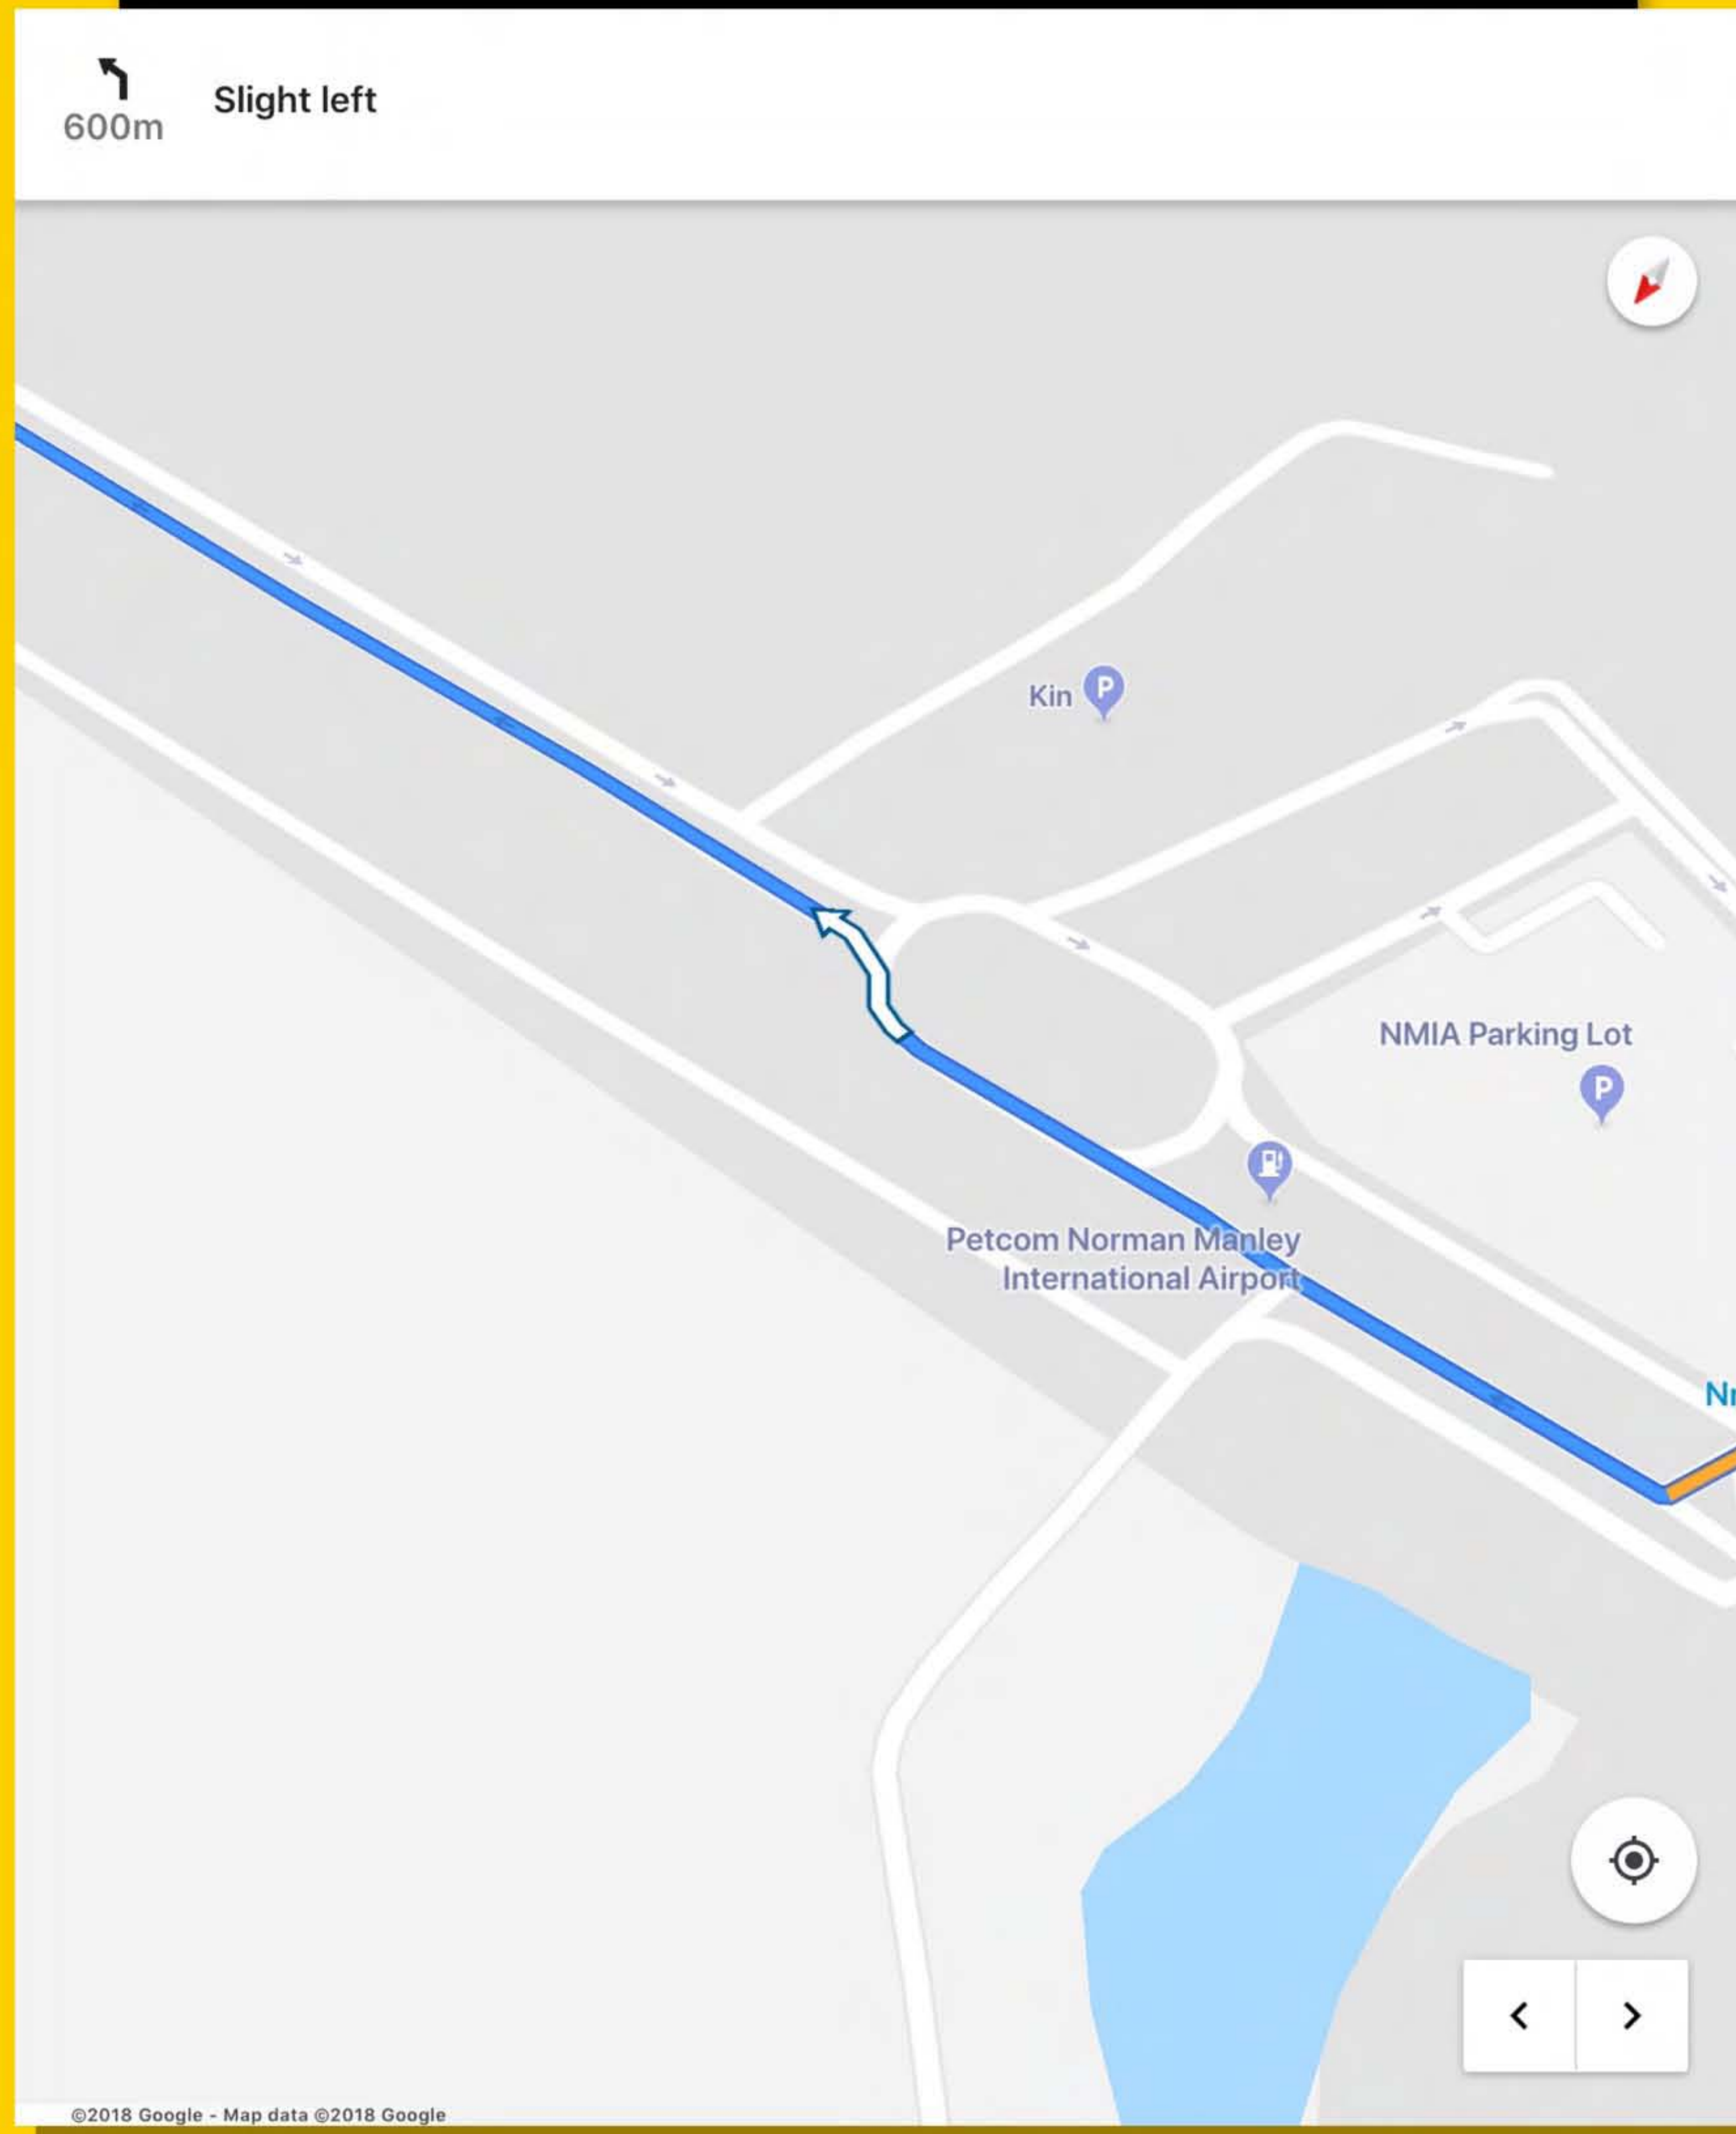 600m
Slight left
Kin
P
NMIA Parking Lot
P
Petcom Norman Manley
International Airport
©2018 Google - Map data ©2018 Google